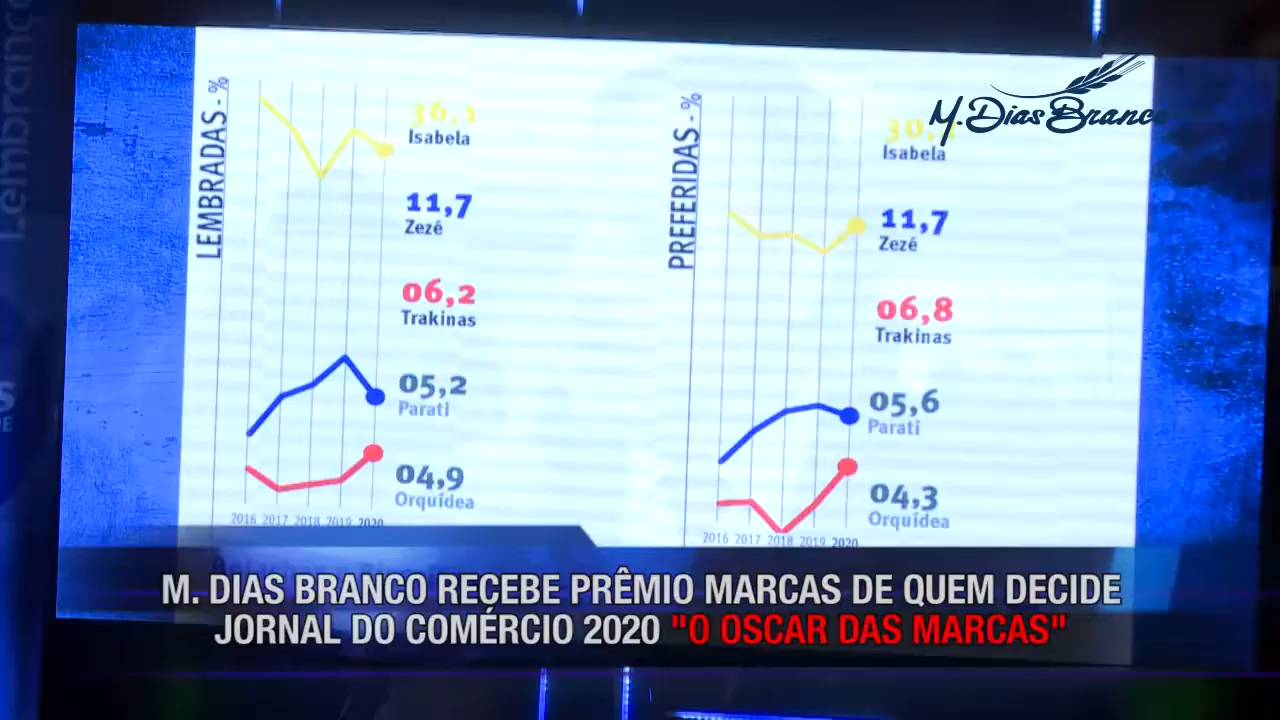 Lembranç
LEMBRADAS - %
36,1
Isabela
11,7
Zezé
06,2
Trakinas
05,2
Parati
04,9
Orquídea
2016 2017 2018 2019 2020
PREFERIDAS - %
Isabela
11,7
Zezé
06,8
Trakinas
05,6
Parati
04,3
Orquídea
2016 2017 2018 2019 2020
M. Dias Branco
M. DIAS BRANCO RECEBE PRÊMIO MARCAS DE QUEM DECIDE
JORNAL DO COMÉRCIO 2020 "O OSCAR DAS MARCAS"